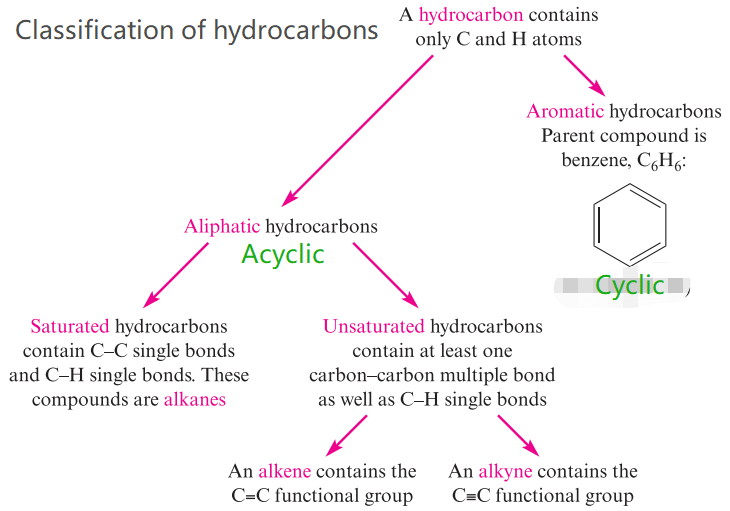 Classification of hydrocarbons
A hydrocarbon contains
only C and H atoms
Aromatic hydrocarbons
Parent compound is
benzene, C₆H₆:
Cyclic )
Aliphatic hydrocarbons
Acyclic
Saturated hydrocarbons
contain C–C single bonds
and C–H single bonds. These
compounds are alkanes
Unsaturated hydrocarbons
contain at least one
carbon–carbon multiple bond
as well as C–H single bonds
An alkene contains the
C=C functional group
An alkyne contains the
C≡C functional group